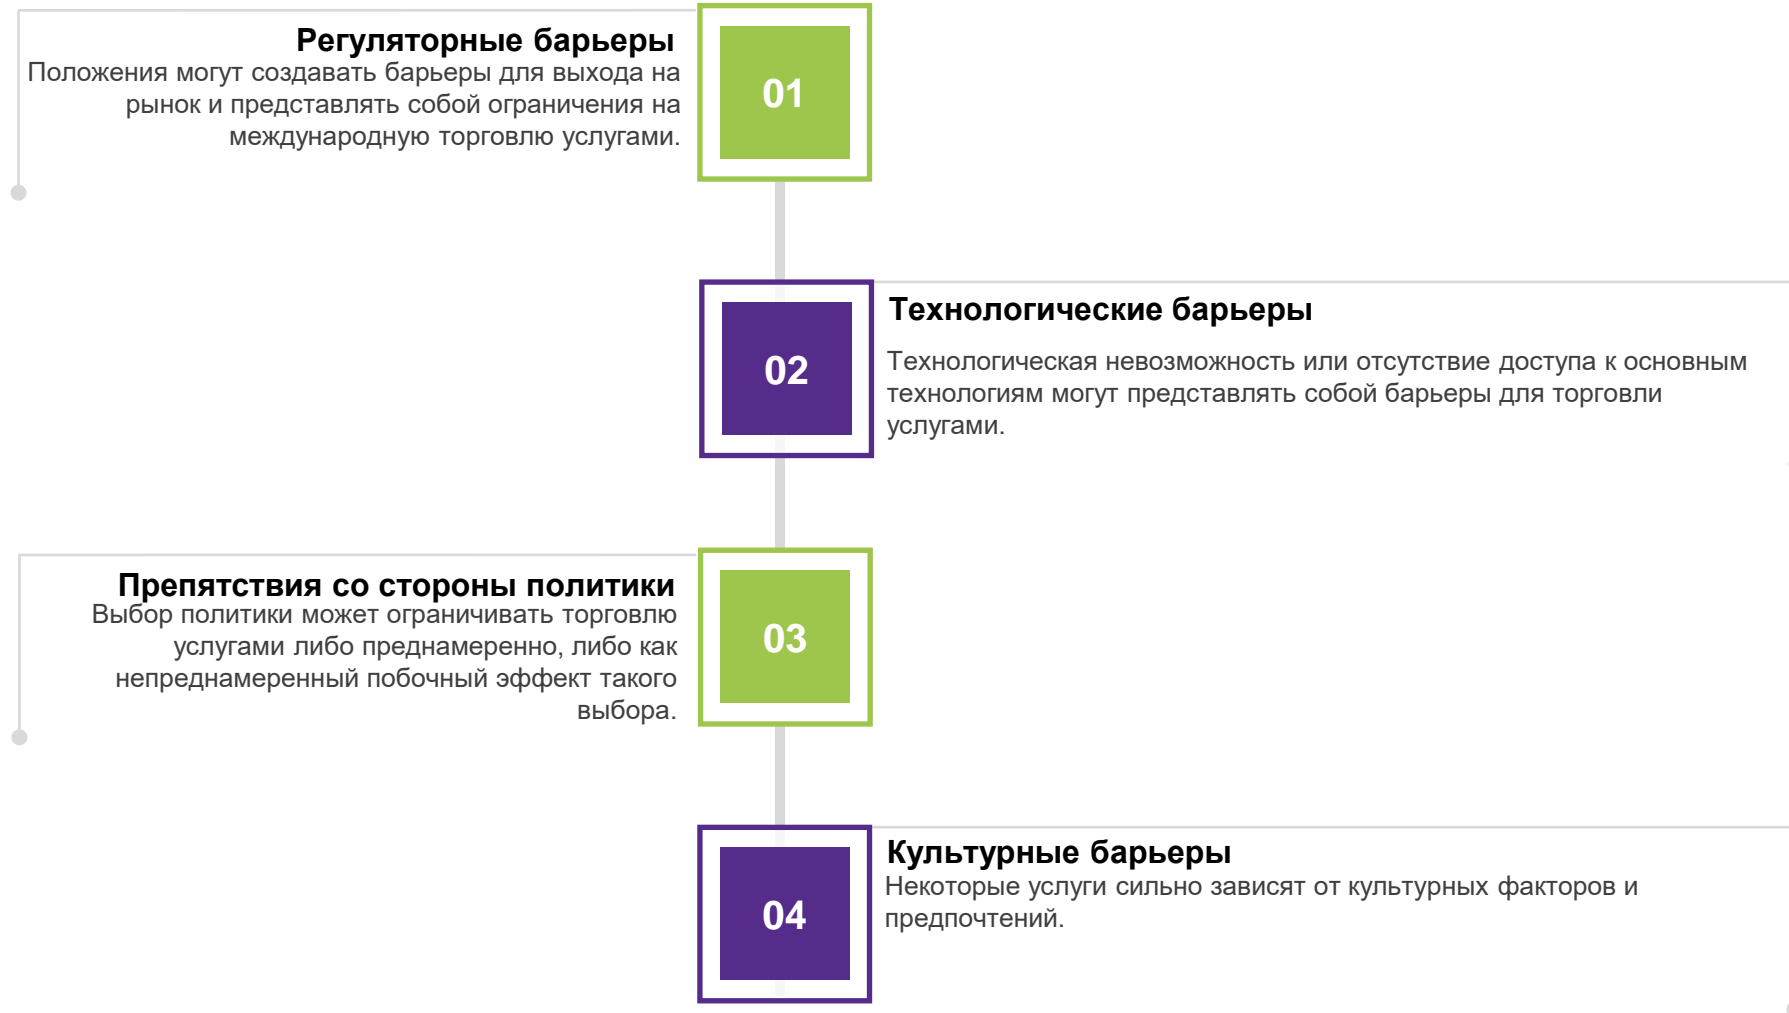 Регуляторные барьеры
Положения могут создавать барьеры для выхода на
рынок и представлять собой ограничения на
международную торговлю услугами.
01
02
Технологические барьеры
Технологическая невозможность или отсутствие доступа к основным
технологиям могут представлять собой барьеры для торговли
услугами.
Препятствия со стороны политики
Выбор политики может ограничивать торговлю
услугами либо преднамеренно, либо как
непреднамеренный побочный эффект такого
выбора.
03
04
Культурные барьеры
Некоторые услуги сильно зависят от культурных факторов и
предпочтений.